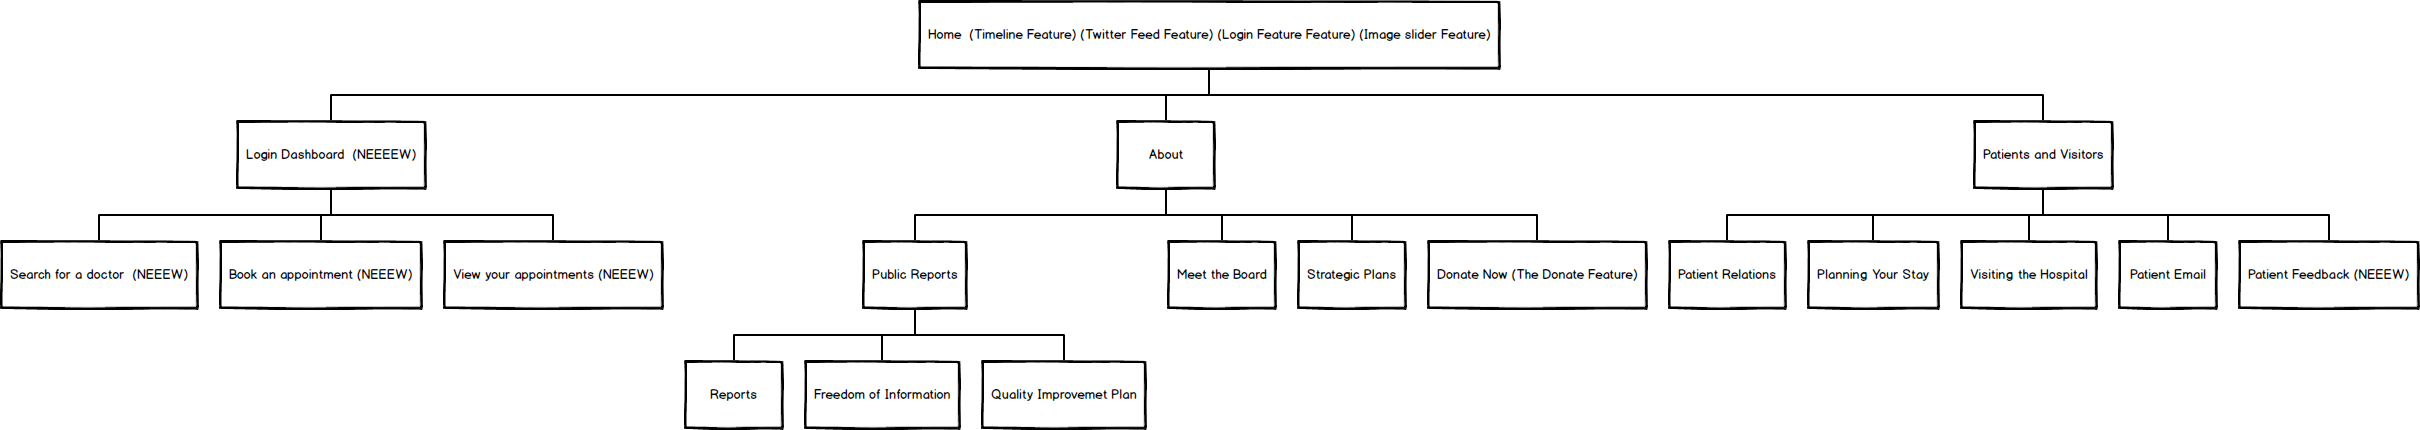 Home  (Timeline Feature) (Twitter Feed Feature) (Login Feature Feature) (Image slider Feature)
Login Dashboard  (NEEEEW)
About
Patients and Visitors
Search for a doctor  (NEEEW)
Book an appointment (NEEEW)
View your appointments (NEEEW)
Public Reports
Meet the Board
Strategic Plans
Donate Now (The Donate Feature)
Patient Relations
Planning Your Stay
Visiting the Hospital
Patient Email
Patient Feedback (NEEEW)
Reports
Freedom of Information
Quality Improvemet Plan